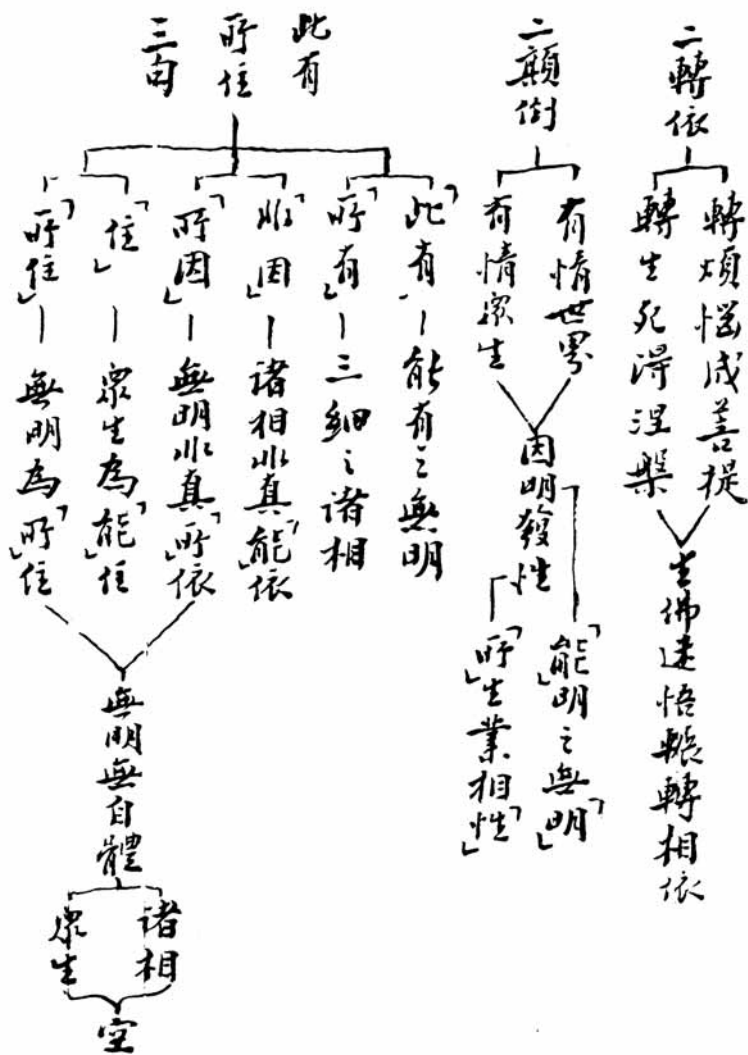 二轉依
轉煩惱成菩提
轉生死得涅槃
生佛迷悟輾轉相依
二顛倒
有情世界
有情眾生
因明發性
「能明」之無「明」
「所」生業相「性」
此有
所住
三句
「此有」
能有之無明
「所有」
三細之諸相
「非因」
諸相非真「能」依
「所因」
無明非真「所」依
「住」
眾生為「能」住
「所住」
無明為「所」住
無明無自體
諸相
眾生
空